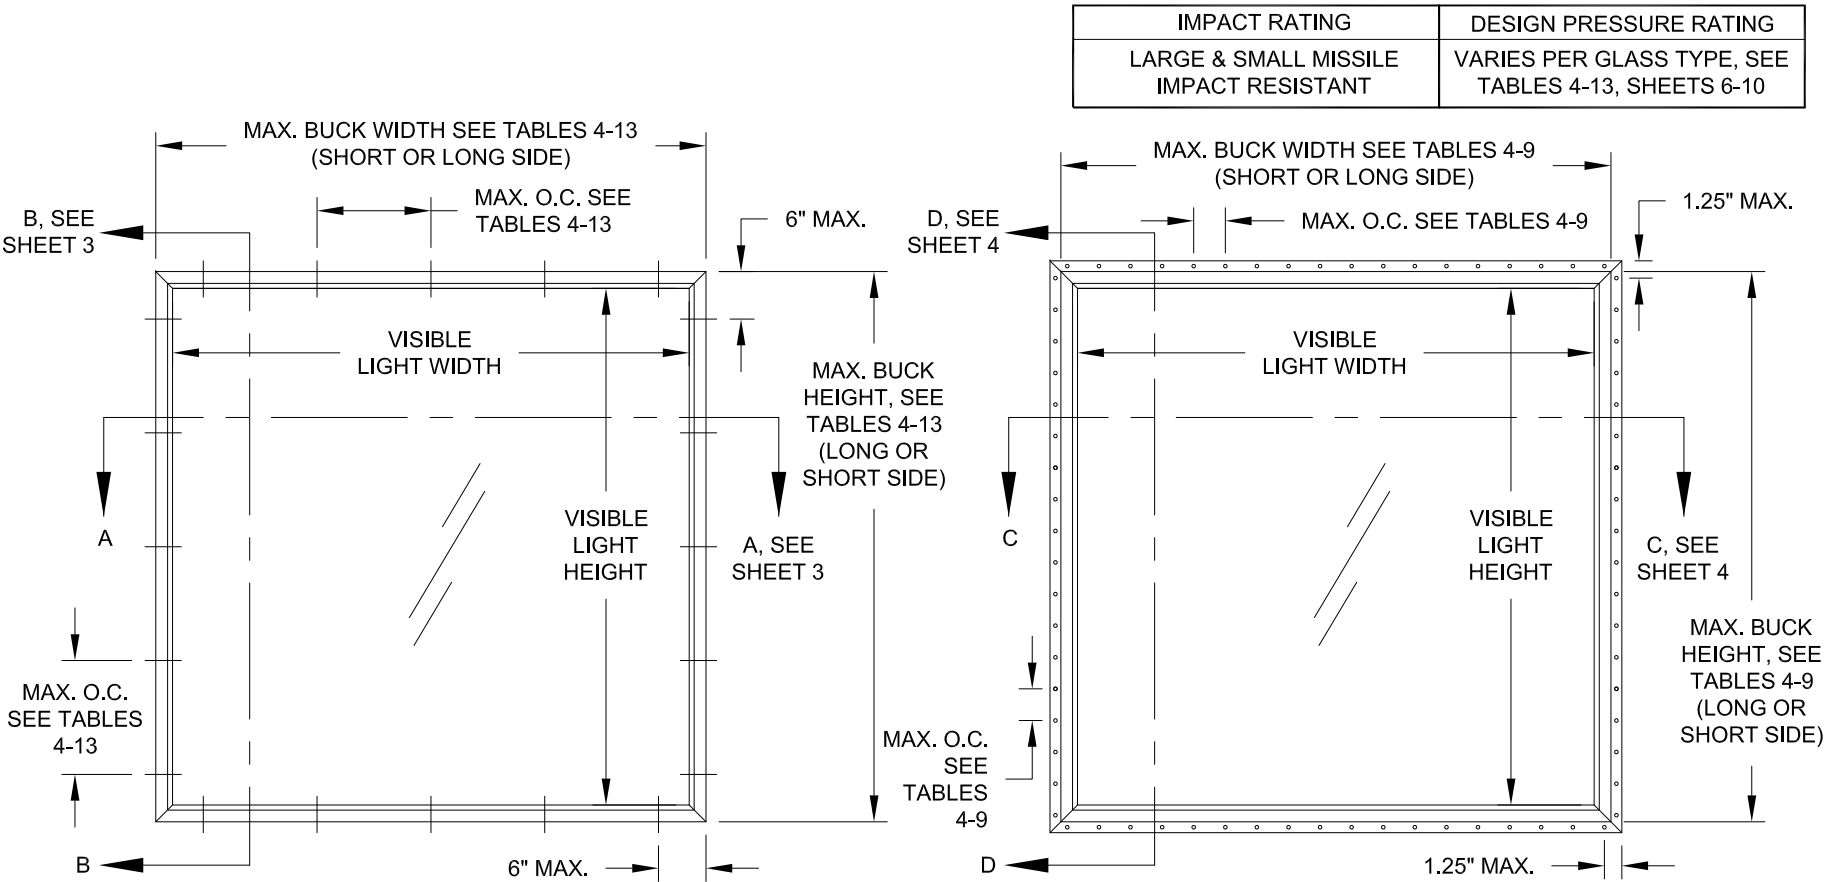 IMPACT RATING
DESIGN PRESSURE RATING
LARGE & SMALL MISSILE
IMPACT RESISTANT
VARIES PER GLASS TYPE, SEE
TABLES 4-13, SHEETS 6-10
MAX. BUCK WIDTH SEE TABLES 4-13
(SHORT OR LONG SIDE)
MAX. O.C. SEE
TABLES 4-13
B, SEE
SHEET 3
6" MAX.
VISIBLE
LIGHT WIDTH
MAX. BUCK
HEIGHT, SEE
TABLES 4-13
(LONG OR
SHORT SIDE)
A
VISIBLE
LIGHT
HEIGHT
A, SEE
SHEET 3
MAX. O.C.
SEE TABLES
4-13
B
6" MAX.
MAX. BUCK WIDTH SEE TABLES 4-9
(SHORT OR LONG SIDE)
1.25" MAX.
D, SEE
SHEET 4
MAX. O.C. SEE TABLES 4-9
VISIBLE
LIGHT WIDTH
C
VISIBLE
LIGHT
HEIGHT
C, SEE
SHEET 4
MAX. BUCK
HEIGHT, SEE
TABLES 4-9
(LONG OR
SHORT SIDE)
MAX. O.C.
SEE
TABLES
4-9
D
1.25" MAX.